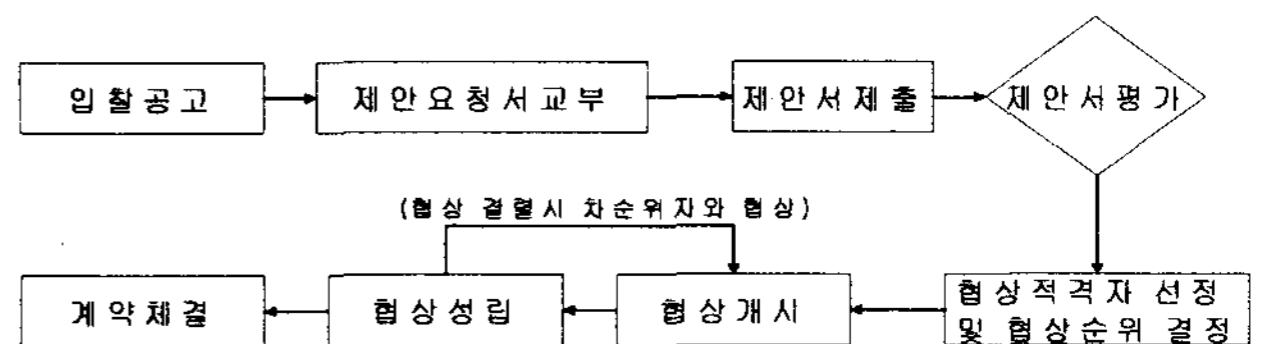 입찰공고
제안요청서교부
제안서제출
제안서평가
(협상 결렬시 차순위자와 협상)
협상적격자 선정
및 협상순위 결정
협상개시
협상성립
계약체결